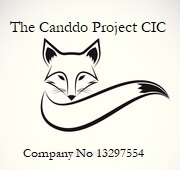 The Canddo Project CIC
Company No 13297554